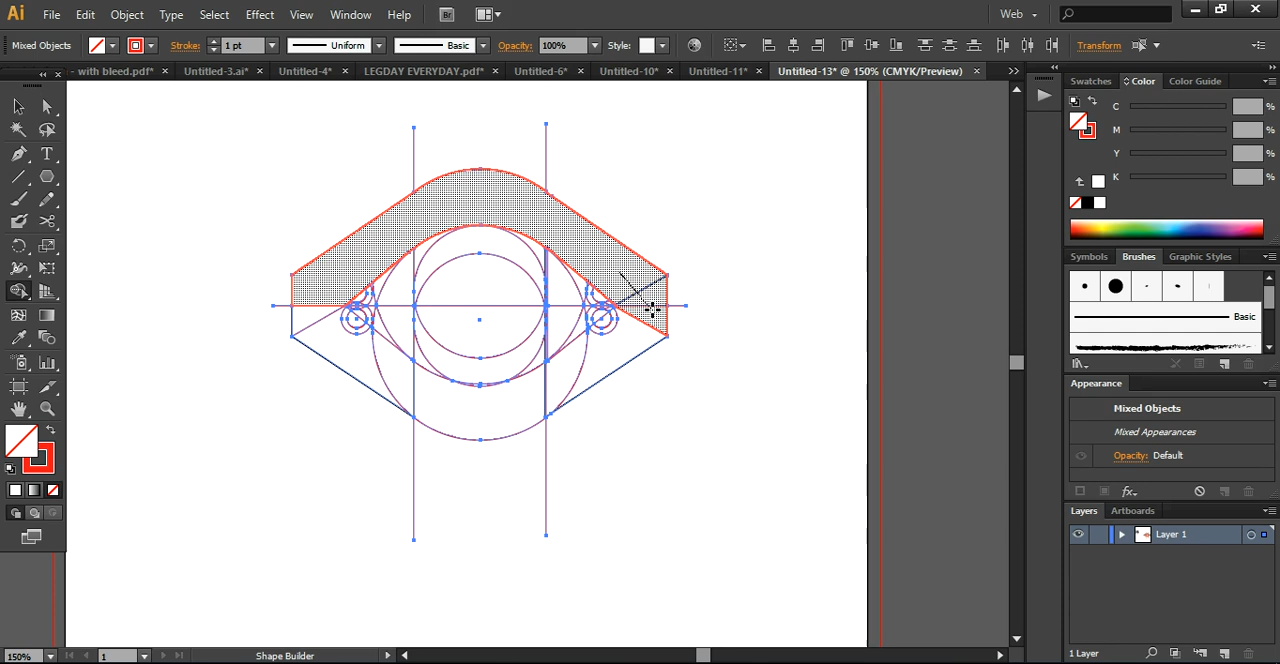 Ai File Edit Object Type Select Effect View Window Help Br Web
Mixed Objects Stroke: 1 pt Uniform Basic Opacity: 100% Style: Transform
- with bleed.pdf* × Untitled-3.ai* × Untitled-4* × LEGDAY EVERYDAY.pdf* × Untitled-6* × Untitled-10* × Untitled-11* × Untitled-13* @ 150% (CMYK/Preview) ×
Swatches Color Color Guide
C %
M %
Y %
K %
Symbols Brushes Graphic Styles
Basic
Appearance
Mixed Objects
Mixed Appearances
Opacity: Default
fx
Layers Artboards
Layer 1
1 Layer
150% 1 Shape Builder